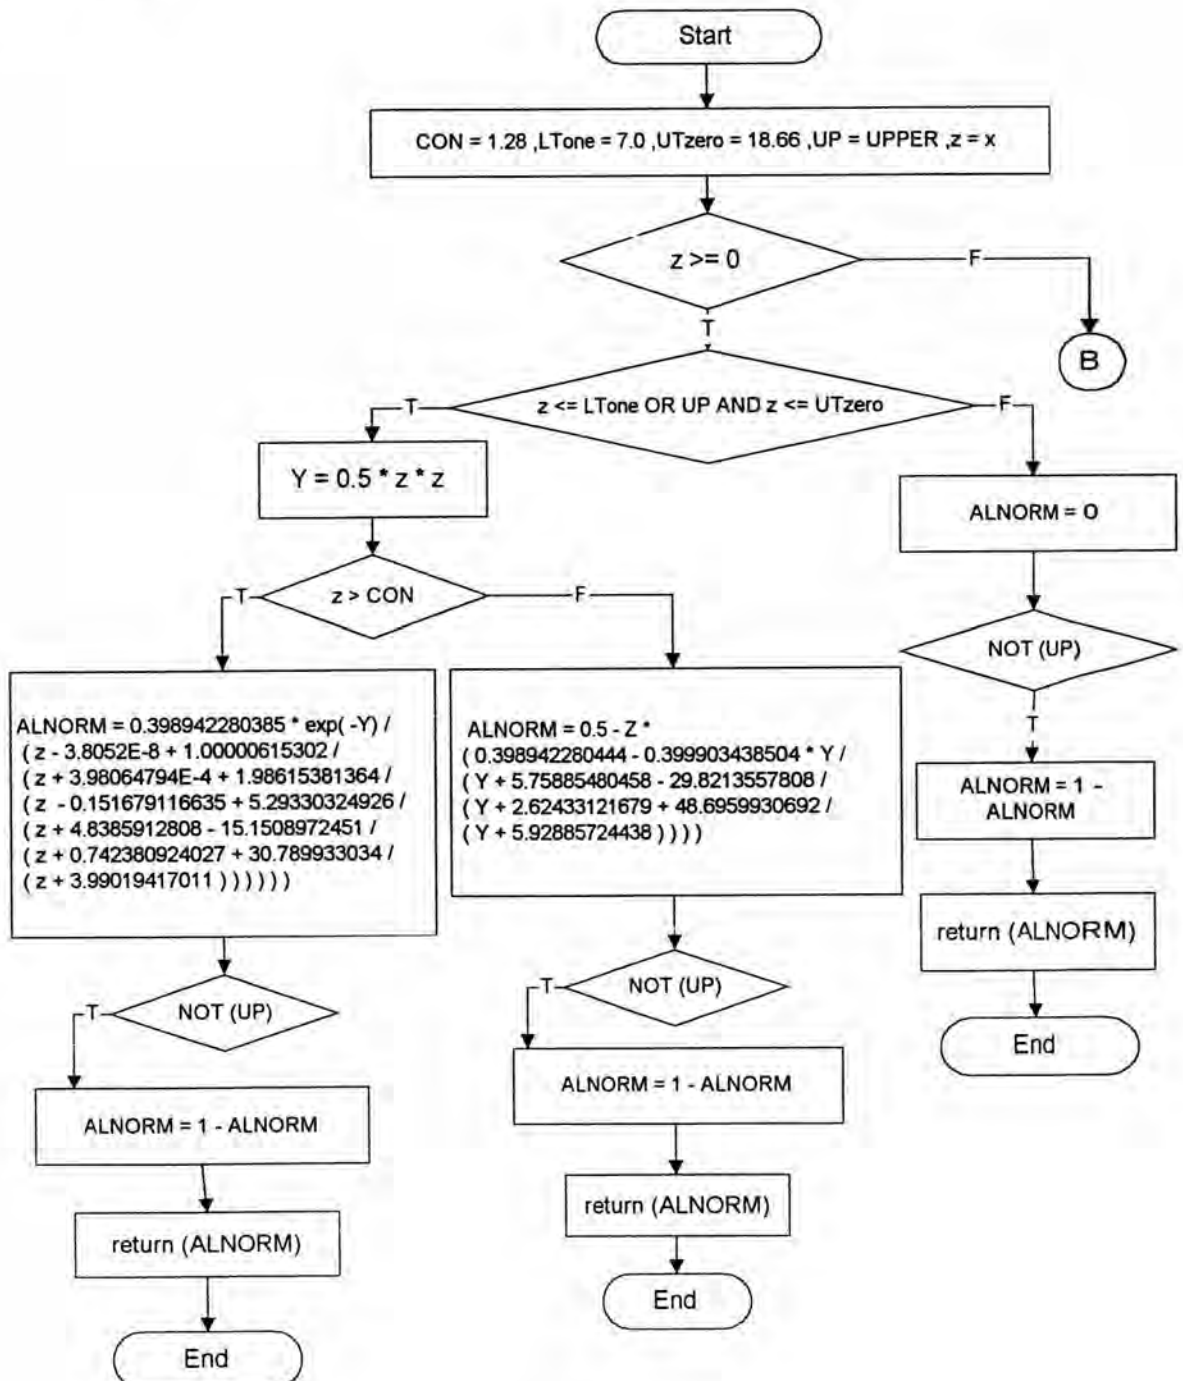 Start
CON = 1.28 ,LTone = 7.0 ,UTzero = 18.66 ,UP = UPPER ,z = x
z >= 0
F
T
B
z <= LTone OR UP AND z <= UTzero
T
F
Y = 0.5 * z * z
ALNORM = 0
z > CON
T
F
NOT (UP)
T
ALNORM = 0.398942280385 * exp( -Y) /
( z - 3.8052E-8 + 1.00000615302 /
( z + 3.98064794E-4 + 1.98615381364 /
( z - 0.151679116635 + 5.29330324926 /
( z + 4.8385912808 - 15.1508972451 /
( z + 0.742380924027 + 30.789933034 /
( z + 3.99019417011 ) ) ) ) ) )
ALNORM = 0.5 - Z *
( 0.398942280444 - 0.399903438504 * Y /
( Y + 5.75885480458 - 29.8213557808 /
( Y + 2.62433121679 + 48.6959930692 /
( Y + 5.92885724438 ) ) ) )
ALNORM = 1 -
ALNORM
return (ALNORM)
End
NOT (UP)
T
ALNORM = 1 - ALNORM
return (ALNORM)
End
NOT (UP)
T
ALNORM = 1 - ALNORM
return (ALNORM)
End